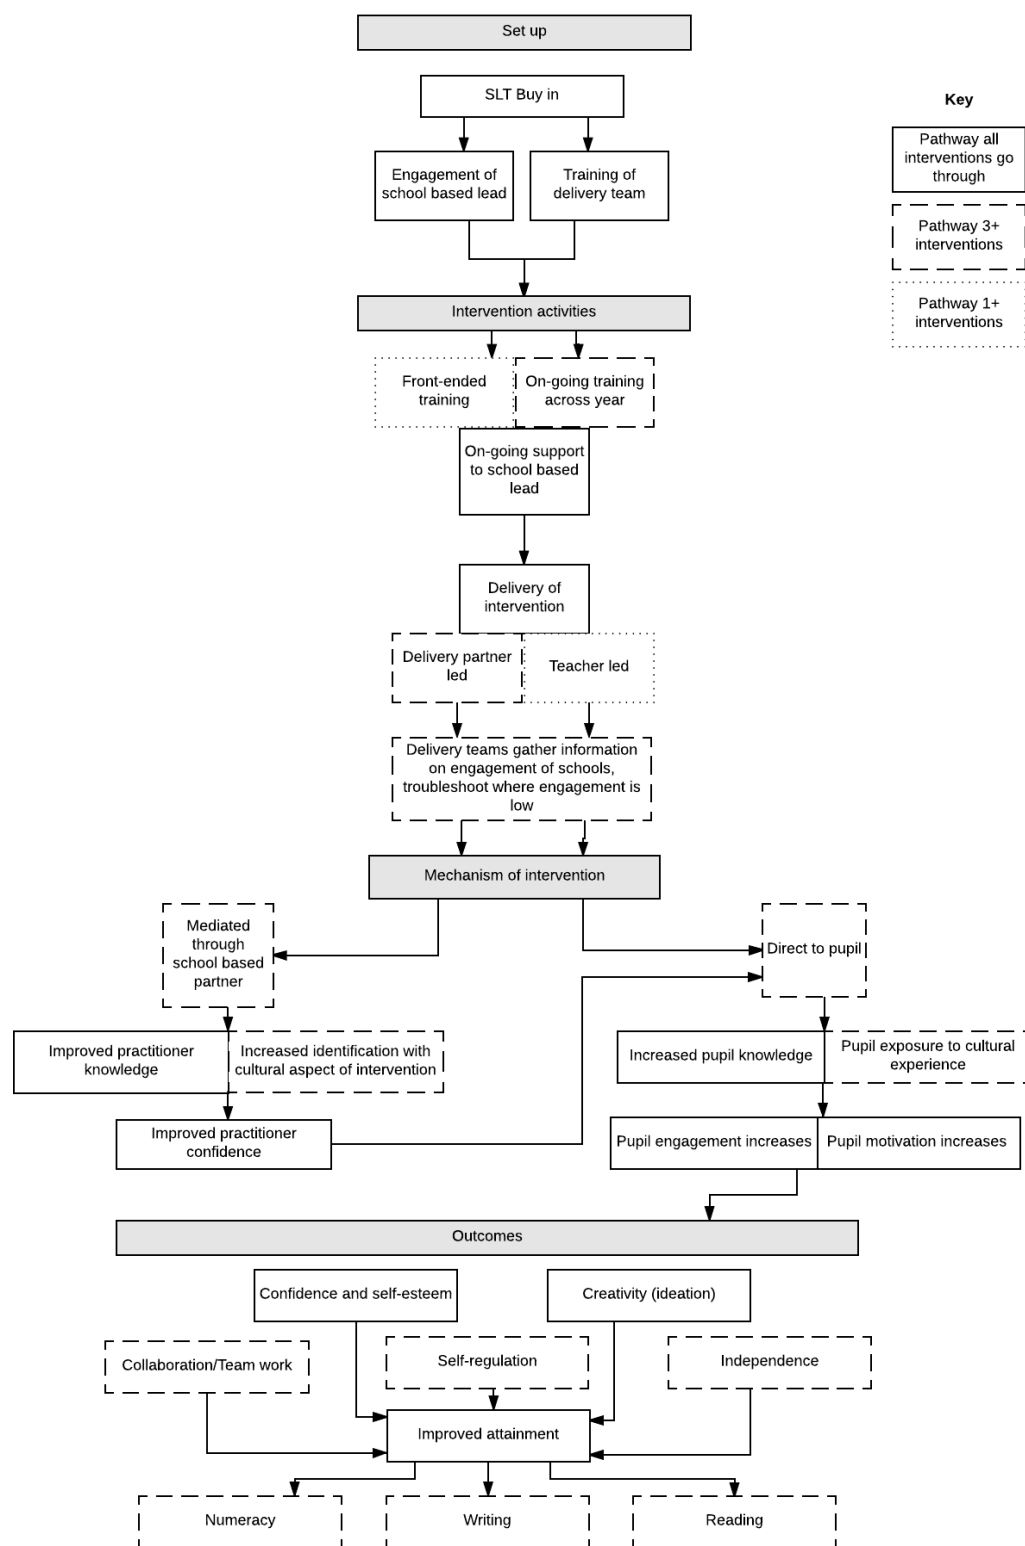 Set up
SLT Buy in
Key
Pathway all
interventions go
through
Engagement of
school based lead
Training of
delivery team
Pathway 3+
interventions
Intervention activities
Pathway 1+
interventions
Front-ended
training
On-going training
across year
On-going support
to school based
lead
Delivery of
intervention
Delivery partner
led
Teacher led
Delivery teams gather information
on engagement of schools,
troubleshoot where engagement is
low
Mechanism of intervention
Mediated
through
school based
partner
Direct to pupil
Improved practitioner
knowledge
Increased identification with
cultural aspect of intervention
Increased pupil knowledge
Pupil exposure to cultural
experience
Improved practitioner
confidence
Pupil engagement increases
Pupil motivation increases
Outcomes
Confidence and self-esteem
Creativity (ideation)
Collaboration/Team work
Self-regulation
Independence
Improved attainment
Numeracy
Writing
Reading